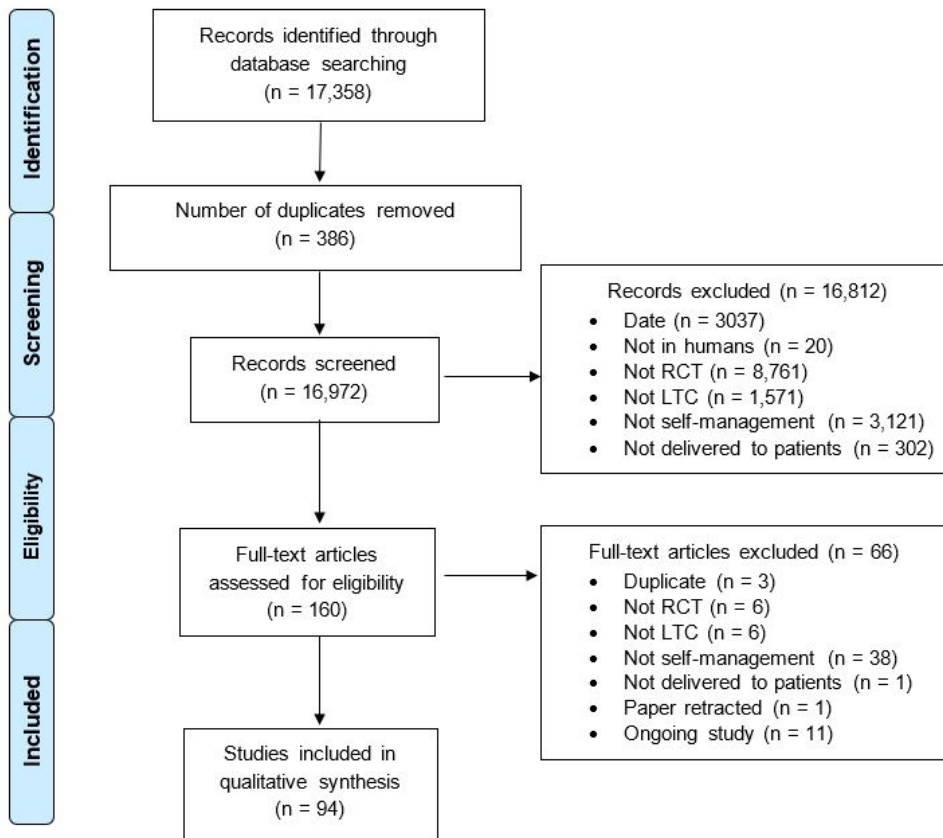 Identification
Records identified through
database searching
(n = 17,358)
Number of duplicates removed
(n = 386)
Screening
Records screened
(n = 16,972)
Records excluded (n = 16,812)
• Date (n = 3037)
• Not in humans (n = 20)
• Not RCT (n = 8,761)
• Not LTC (n = 1,571)
• Not self-management (n = 3,121)
• Not delivered to patients (n = 302)
Eligibility
Full-text articles
assessed for eligibility
(n = 160)
Full-text articles excluded (n = 66)
• Duplicate (n = 3)
• Not RCT (n = 6)
• Not LTC (n = 6)
• Not self-management (n = 38)
• Not delivered to patients (n = 1)
• Paper retracted (n = 1)
• Ongoing study (n = 11)
Included
Studies included in
qualitative synthesis
(n = 94)